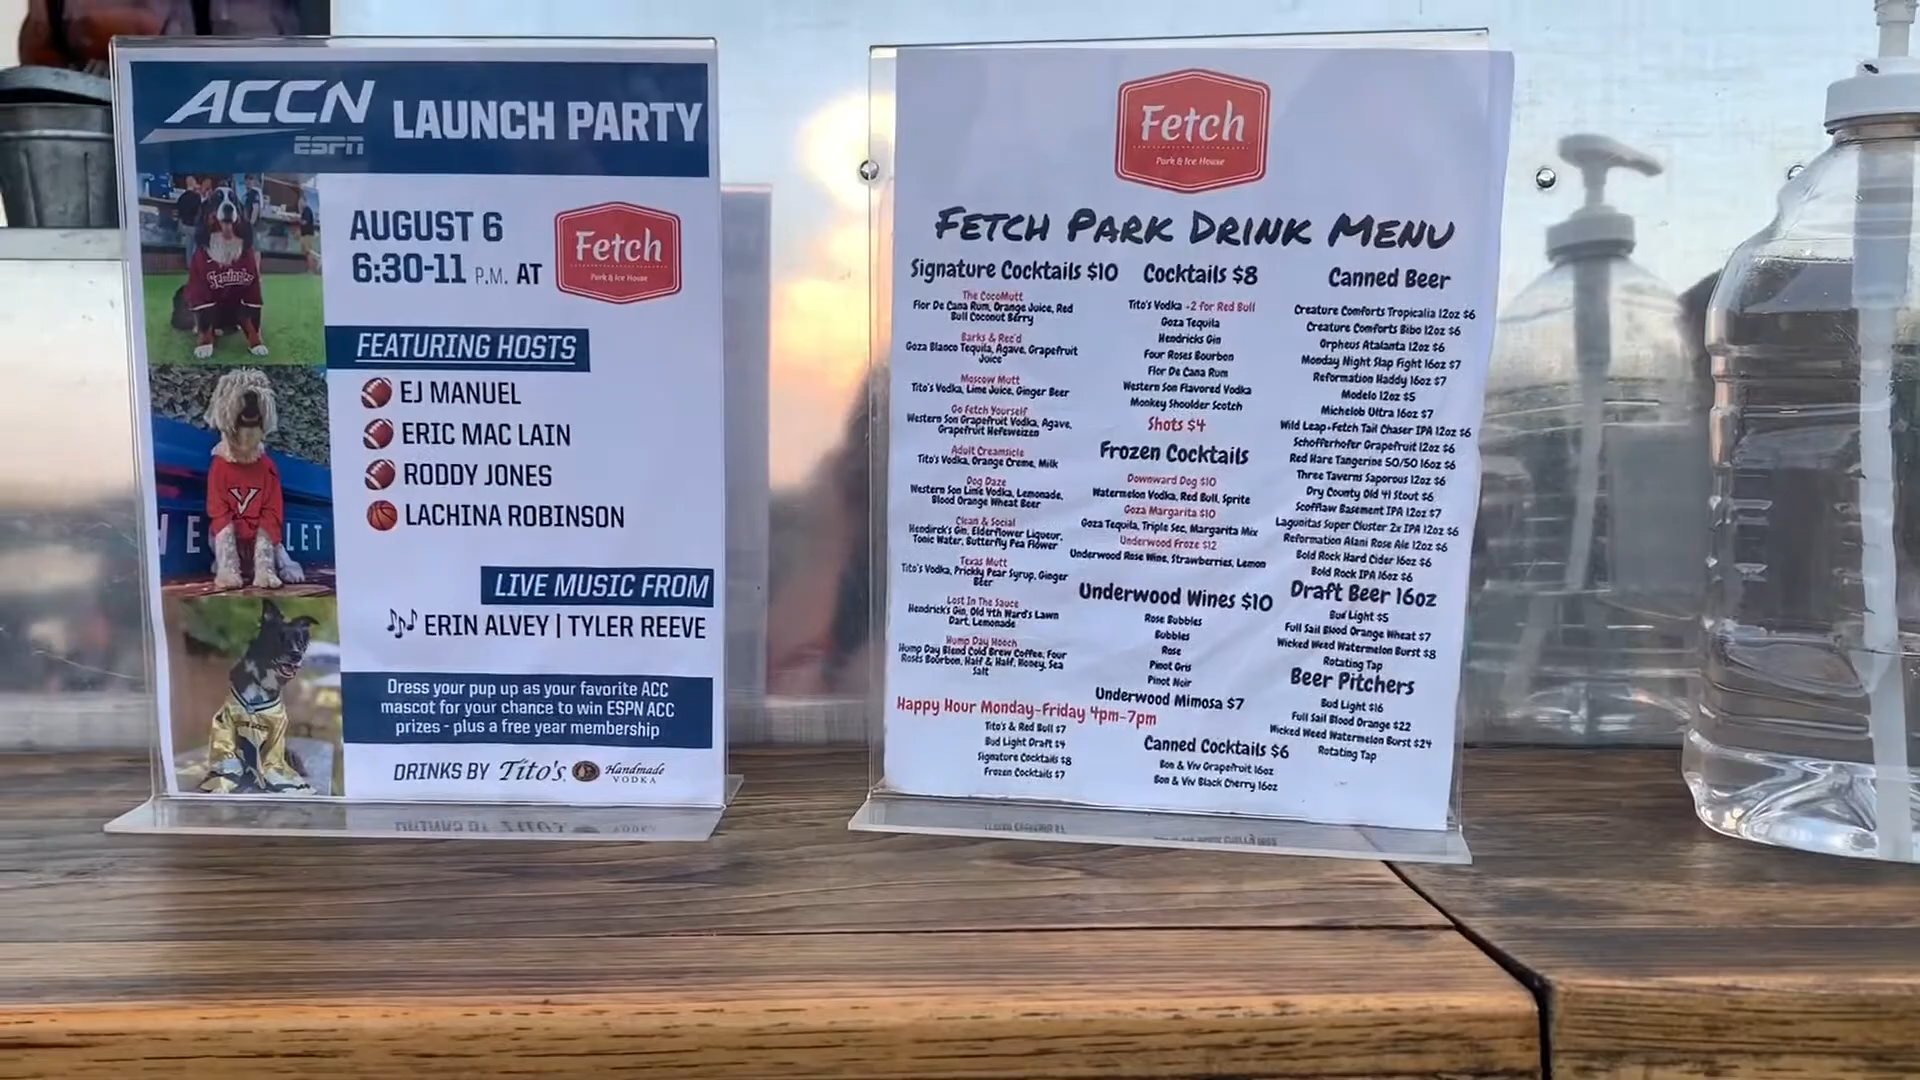 ACCN
ESPN
LAUNCH PARTY
AUGUST 6
6:30-11 P.M. AT
Fetch
Park & Ice House
FEATURING HOSTS
EJ MANUEL
ERIC MAC LAIN
RODDY JONES
LACHINA ROBINSON
LIVE MUSIC FROM
ERIN ALVEY | TYLER REEVE
Dress your pup up as your favorite ACC
mascot for your chance to win ESPN ACC
prizes - plus a free year membership
DRINKS BY Tito's Handmade
VODKA
Fetch
Park & Ice House
FETCH PARK DRINK MENU
Signature Cocktails $10
The CocoMutt
Flor De Cana Rum, Orange Juice, Red
Bull Coconut Berry
Barks & Rec'd
Goza Blanco Tequila, Agave, Grapefruit
Juice
Moscow Mutt
Tito's Vodka, Lime Juice, Ginger Beer
Go Fetch Yourself
Western Son Grapefruit Vodka, Agave,
Grapefruit Hefeweizen
Adult Creamsicle
Tito's Vodka, Orange Creme, Milk
Dog Daze
Western Son Lime Vodka, Lemonade,
Blood Orange Wheat Beer
Clean & Social
Hendirck's Gin, Elderflower Liqueur,
Tonic Water, Butterfly Pea Flower
Texas Mutt
Tito's Vodka, Prickly Pear Syrup, Ginger
Beer
Lost In The Sauce
Hendrick's Gin, Old 4th Ward's Lawn
Dart, Lemonade
Hump Day Hooch
Hump Day Blend Cold Brew Coffee, Four
Roses Bourbon, Half & Half, Honey, Sea
Salt
Happy Hour Monday-Friday 4pm-7pm
Tito's & Red Bull $7
Bud Light Draft $4
Signature Cocktails $8
Frozen Cocktails $7
Cocktails $8
Tito's Vodka +2 for Red Bull
Goza Tequila
Hendricks Gin
Four Roses Bourbon
Flor De Cana Rum
Western Son Flavored Vodka
Monkey Shoulder Scotch
Shots $4
Frozen Cocktails
Downward Dog $10
Watermelon Vodka, Red Bull, Sprite
Goza Margarita $10
Goza Tequila, Triple Sec, Margarita Mix
Underwood Froze $12
Underwood Rose Wine, Strawberries, Lemon
Underwood Wines $10
Rose Bubbles
Bubbles
Rose
Pinot Gris
Pinot Noir
Underwood Mimosa $7
Canned Cocktails $6
Bon & Viv Grapefruit 16oz
Bon & Viv Black Cherry 16oz
Canned Beer
Creature Comforts Tropicalia 12oz $6
Creature Comforts Bibo 12oz $6
Orpheus Atalanta 12oz $6
Monday Night Slap Fight 16oz $7
Reformation Haddy 16oz $7
Modelo 12oz $5
Michelob Ultra 16oz $7
Wild Leap+Fetch Tail Chaser IPA 12oz $6
Schofferhofer Grapefruit 12oz $6
Red Hare Tangerine 50/50 16oz $6
Three Taverns Saporous 12oz $6
Dry County Old 41 Stout $6
Scofflaw Basement IPA 12oz $7
Lagunitas Super Cluster 2x IPA 12oz $6
Reformation Alani Rose Ale 12oz $6
Bold Rock Hard Cider 16oz $6
Bold Rock IPA 16oz $6
Draft Beer 16oz
Bud Light $5
Full Sail Blood Orange Wheat $7
Wicked Weed Watermelon Burst $8
Rotating Tap
Beer Pitchers
Bud Light $16
Full Sail Blood Orange $22
Wicked Weed Watermelon Burst $24
Rotating Tap